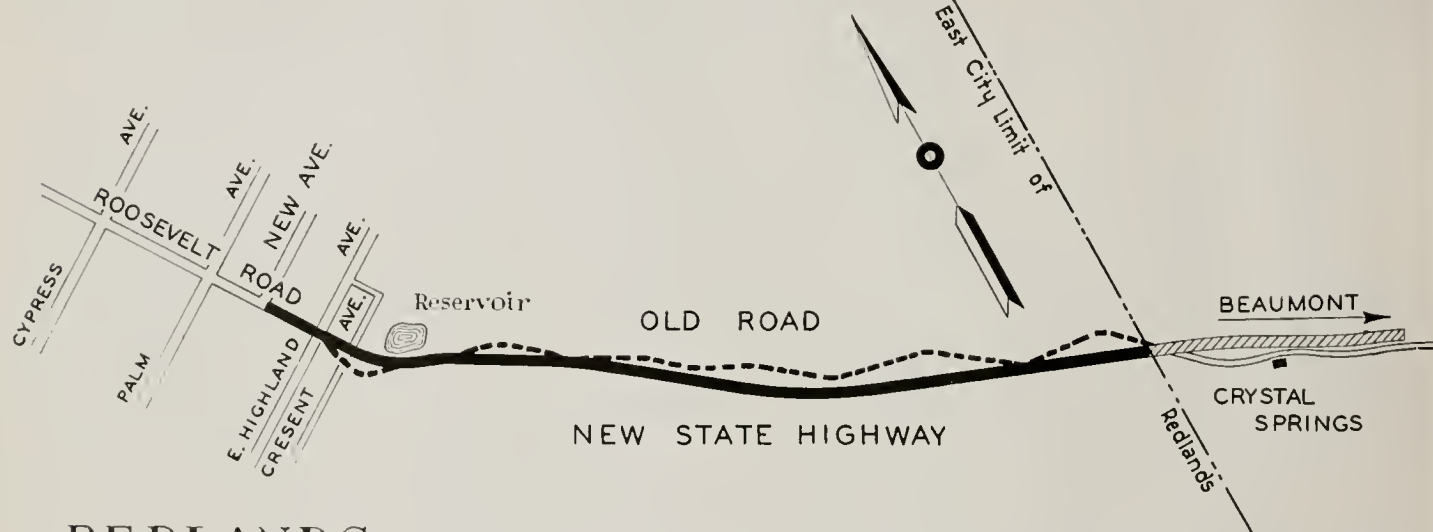 East City Limit of
Redlands
AVE.
AVE.
NEW AVE.
AVE.
ROOSEVELT
ROAD
AVE.
CYPRESS
PALM
E. HIGHLAND
CRESENT
Reservoir
OLD ROAD
NEW STATE HIGHWAY
BEAUMONT
CRYSTAL
SPRINGS
REDLANDS